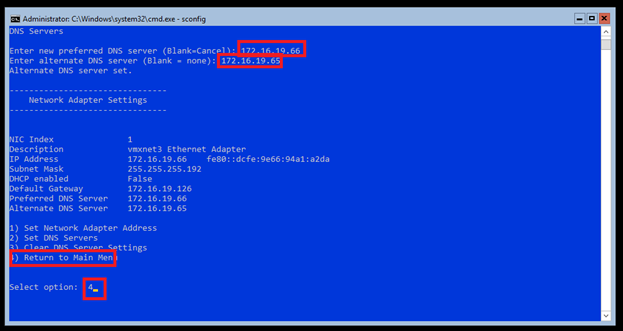 Administrator: C:\Windows\system32\cmd.exe - sconfig
DNS Servers
Enter new preferred DNS server (Blank=Cancel): 172.16.19.66
Enter alternate DNS server (Blank = none): 172.16.19.65
Alternate DNS server set.
--------------------------------
    Network Adapter Settings
--------------------------------
NIC Index 1
Description vmxnet3 Ethernet Adapter
IP Address 172.16.19.66 fe80::dcfe:9e66:94a1:a2da
Subnet Mask 255.255.255.192
DHCP enabled False
Default Gateway 172.16.19.126
Preferred DNS Server 172.16.19.66
Alternate DNS Server 172.16.19.65
1) Set Network Adapter Address
2) Set DNS Servers
3) Clear DNS Server Settings
4) Return to Main Menu
Select option: 4_